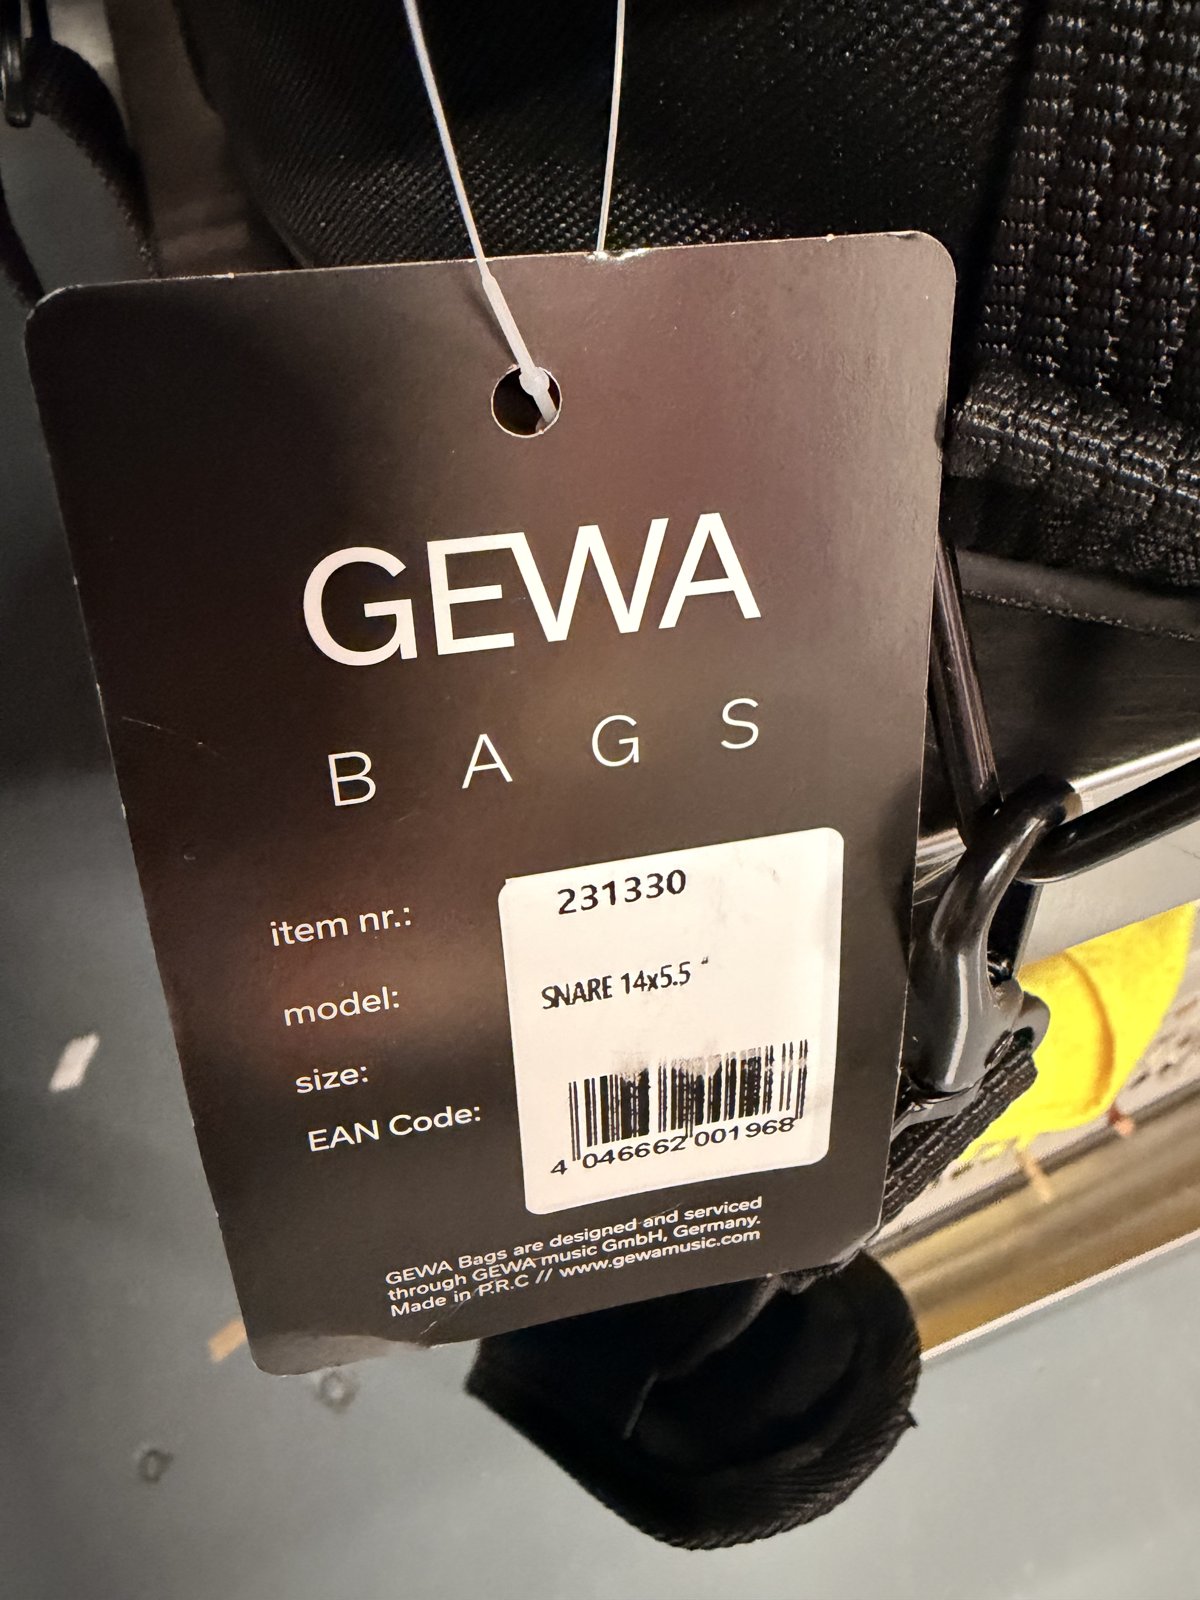 GEWA
BAGS
item nr.: 231330
model: SNARE 14x5.5 "
size:
EAN Code: 4 046662 001968
GEWA Bags are designed and serviced
through GEWA music GmbH, Germany.
Made in P.R.C // www.gewamusic.com